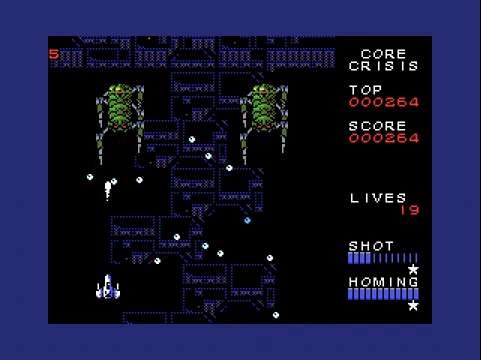 5
CORE
CRISIS
TOP
000264
SCORE
000264
LIVES
19
SHOT
HOMING